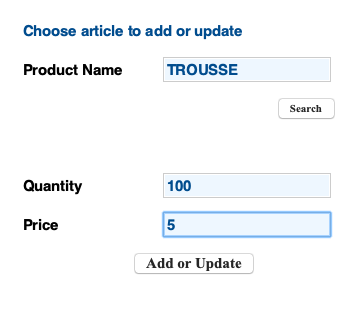 Choose article to add or update
Product Name TROUSSE
Search
Quantity 100
Price 5
Add or Update